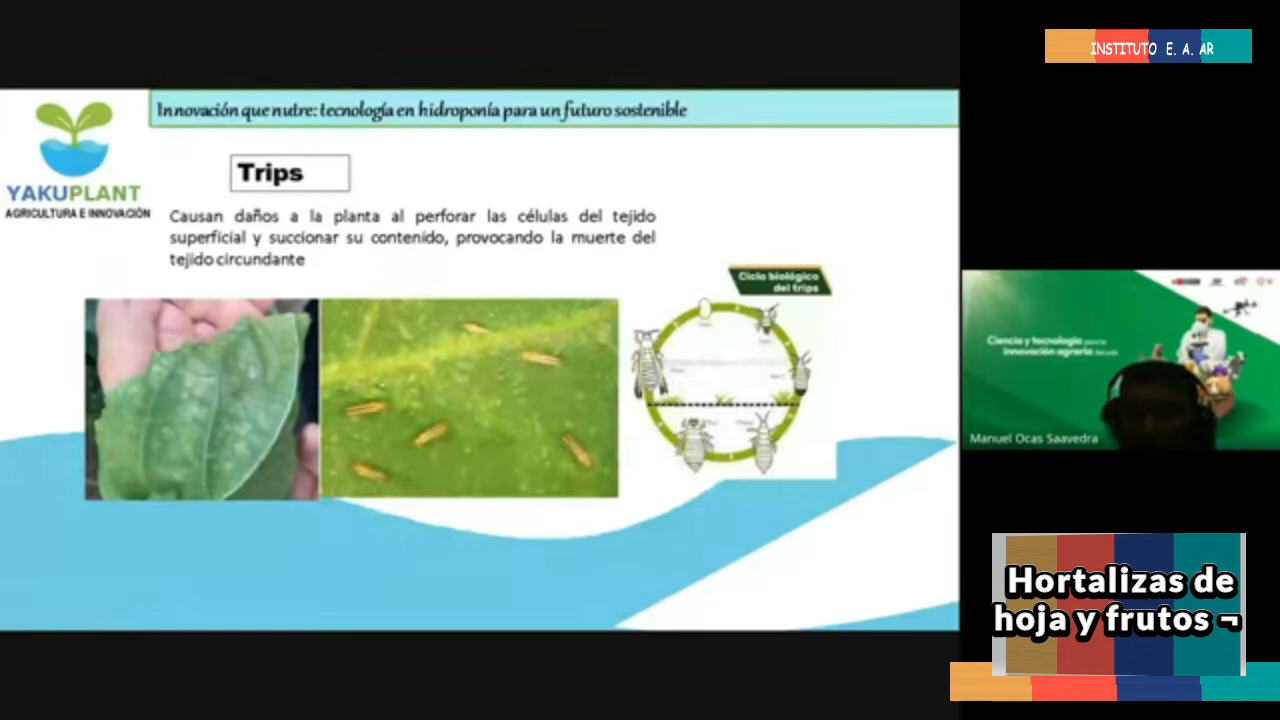 INSTITUTO E. A. AR
Innovación que nutre: tecnología en hidroponía para un futuro sostenible
YAKUPLANT
AGRICULTURA E INNOVACIÓN
Trips
Causan daños a la planta al perforar las células del tejido
superficial y succionar su contenido, provocando la muerte del
tejido circundante
Ciclo biológico
del trips
Ciencia y tecnología para la
innovación agraria del país
Manuel Ocas Saavedra
Hortalizas de
hoja y frutos ¬